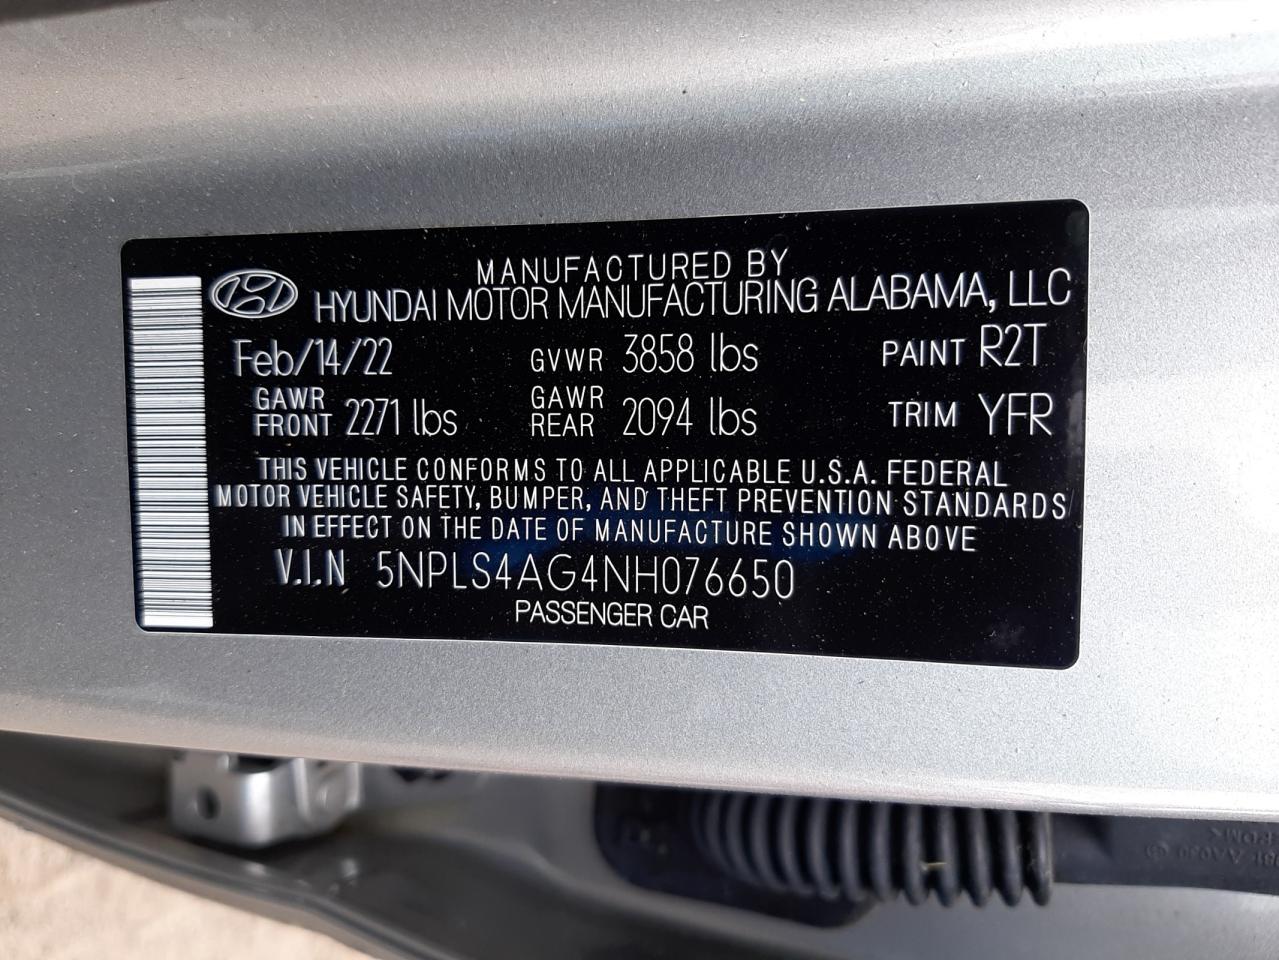 MANUFACTURED BY
HYUNDAI MOTOR MANUFACTURING ALABAMA, LLC
Feb/14/22 GVWR 3858 lbs PAINT R2T
GAWR FRONT 2271 lbs GAWR REAR 2094 lbs TRIM YFR
THIS VEHICLE CONFORMS TO ALL APPLICABLE U.S.A. FEDERAL
MOTOR VEHICLE SAFETY, BUMPER, AND THEFT PREVENTION STANDARDS
IN EFFECT ON THE DATE OF MANUFACTURE SHOWN ABOVE
V.I.N 5NPLS4AG4NH076650
PASSENGER CAR